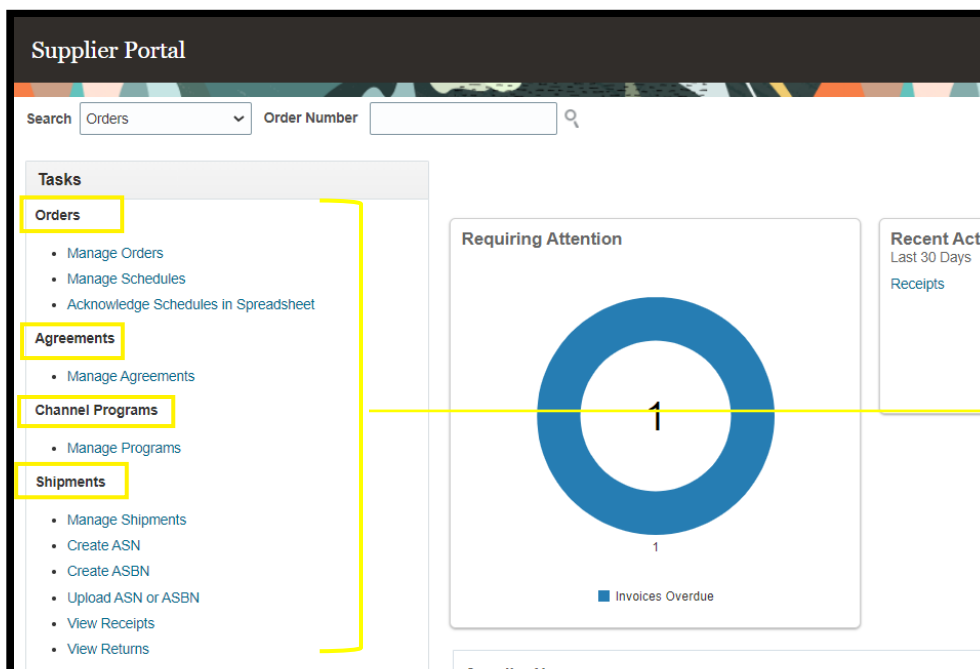 Supplier Portal
Search Orders Order Number
Tasks
Orders
Manage Orders
Manage Schedules
Acknowledge Schedules in Spreadsheet
Agreements
Manage Agreements
Channel Programs
Manage Programs
Shipments
Manage Shipments
Create ASN
Create ASBN
Upload ASN or ASBN
View Receipts
View Returns
Requiring Attention
1
1
Invoices Overdue
Recent Act
Last 30 Days
Receipts